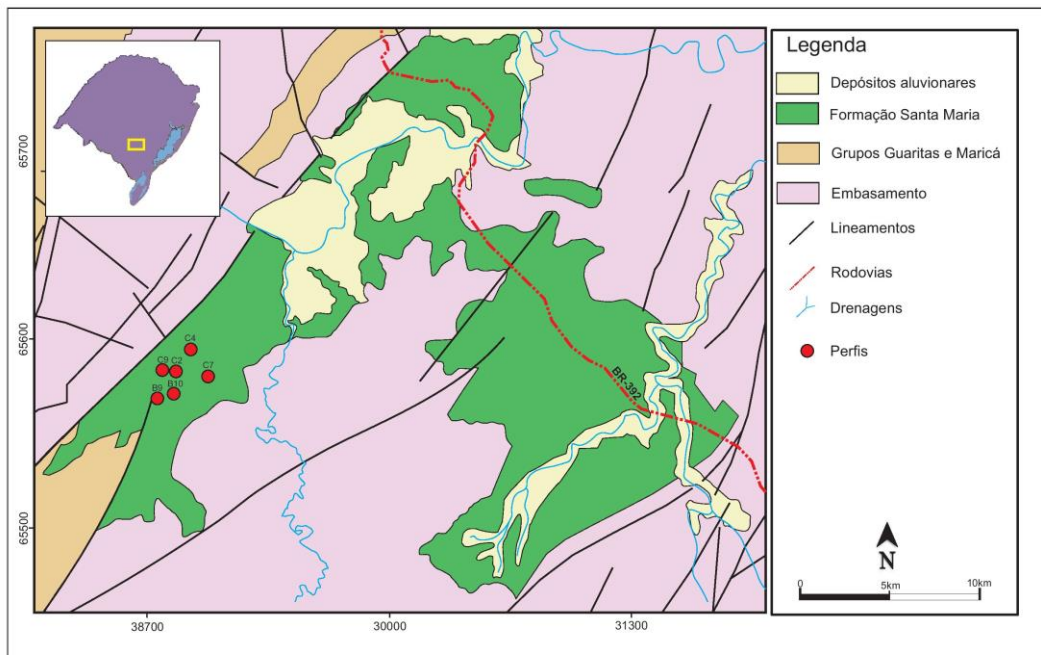 Legenda
Depósitos aluvionares
Formação Santa Maria
Grupos Guaritas e Maricá
Embasamento
Lineamentos
Rodovias
Drenagens
Perfis
N
0 5km 10km
65700
65600
65500
38700 30000 31300
C4
C9 C2
C7
B9 B10
BR-392